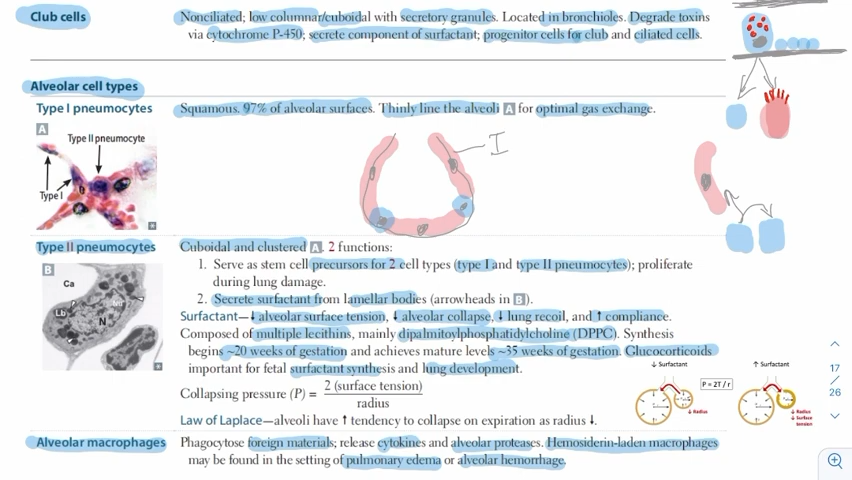 Club cells
Nonciliated; low columnar/cuboidal with secretory granules. Located in bronchioles. Degrade toxins
via cytochrome P-450; secrete component of surfactant; progenitor cells for club and ciliated cells.
Alveolar cell types
Type I pneumocytes
Squamous. 97% of alveolar surfaces. Thinly line the alveoli A for optimal gas exchange.
A
Type II pneumocyte
Type I
I
Type II pneumocytes
Cuboidal and clustered A. 2 functions:
1. Serve as stem cell precursors for 2 cell types (type I and type II pneumocytes); proliferate
during lung damage.
2. Secrete surfactant from lamellar bodies (arrowheads in B).
Surfactant—↓ alveolar surface tension, ↓ alveolar collapse, ↓ lung recoil, and ↑ compliance.
Composed of multiple lecithins, mainly dipalmitoylphosphatidylcholine (DPPC). Synthesis
begins ~20 weeks of gestation and achieves mature levels ~35 weeks of gestation. Glucocorticoids
important for fetal surfactant synthesis and lung development.
B
Ca
Lb
N
Collapsing pressure (P) = 2 (surface tension)
radius
Law of Laplace—alveoli have ↑ tendency to collapse on expiration as radius ↓.
↓ Surfactant
↑ Surfactant
P = 2T / r
↓ Radius
↓ Radius
↓ Surface
tension
17
26
Alveolar macrophages
Phagocytose foreign materials; release cytokines and alveolar proteases. Hemosiderin-laden macrophages
may be found in the setting of pulmonary edema or alveolar hemorrhage.